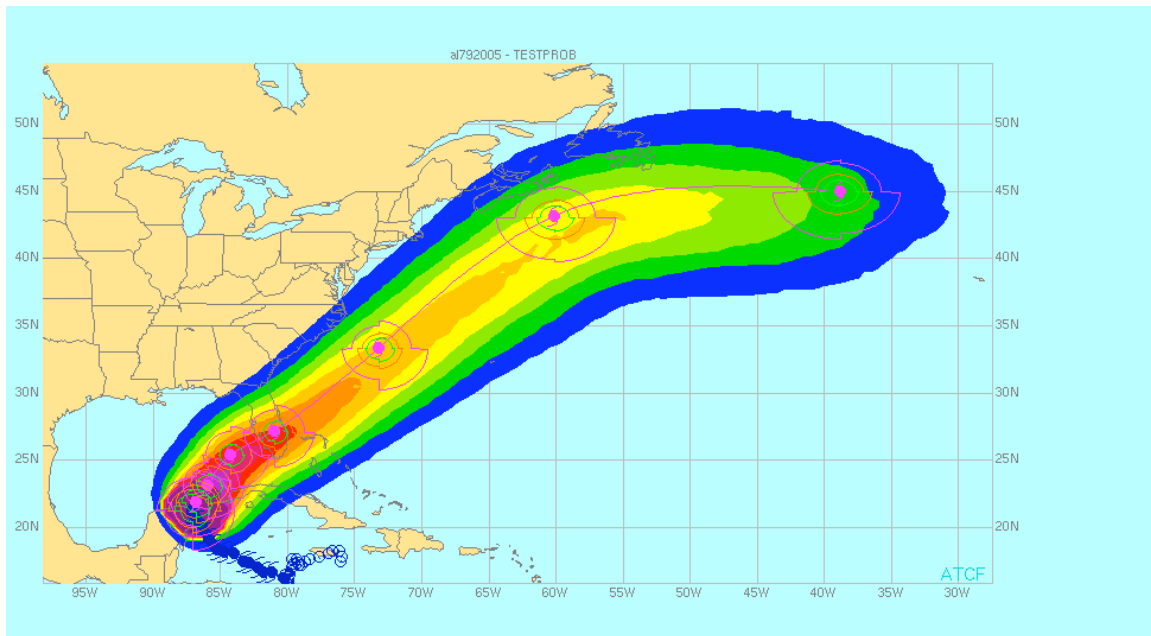 al792005 - TESTPROB
50N 50N
45N 45N
40N 40N
35N 35N
30N 30N
25N 25N
20N 20N
ATCF
95W 90W 85W 80W 75W 70W 65W 60W 55W 50W 45W 40W 35W 30W